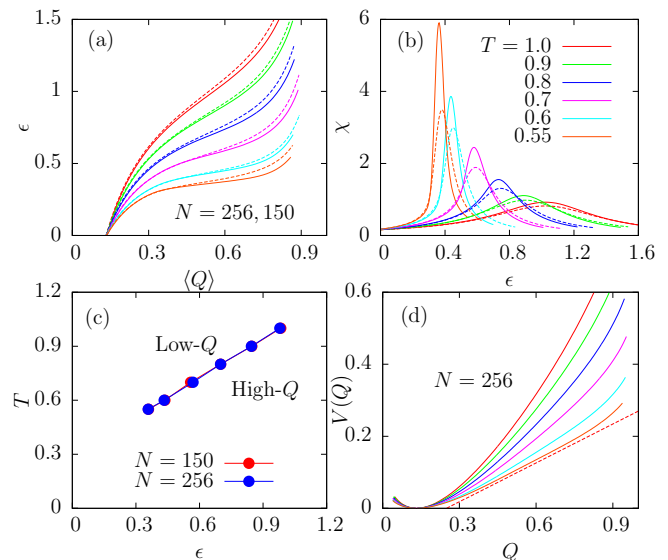 (a)
1.5
1
0.5
0
ϵ
0 0.3 0.6 0.9
⟨Q⟩
N = 256, 150
(b)
6
4
2
0
χ
T = 1.0
0.9
0.8
0.7
0.6
0.55
0 0.4 0.8 1.2 1.6
ϵ
(c)
1.2
0.9
0.6
0.3
0
T
Low-Q
High-Q
N = 150
N = 256
0 0.3 0.6 0.9 1.2
ϵ
(d)
0.6
0.4
0.2
0
V(Q)
N = 256
0 0.3 0.6 0.9
Q